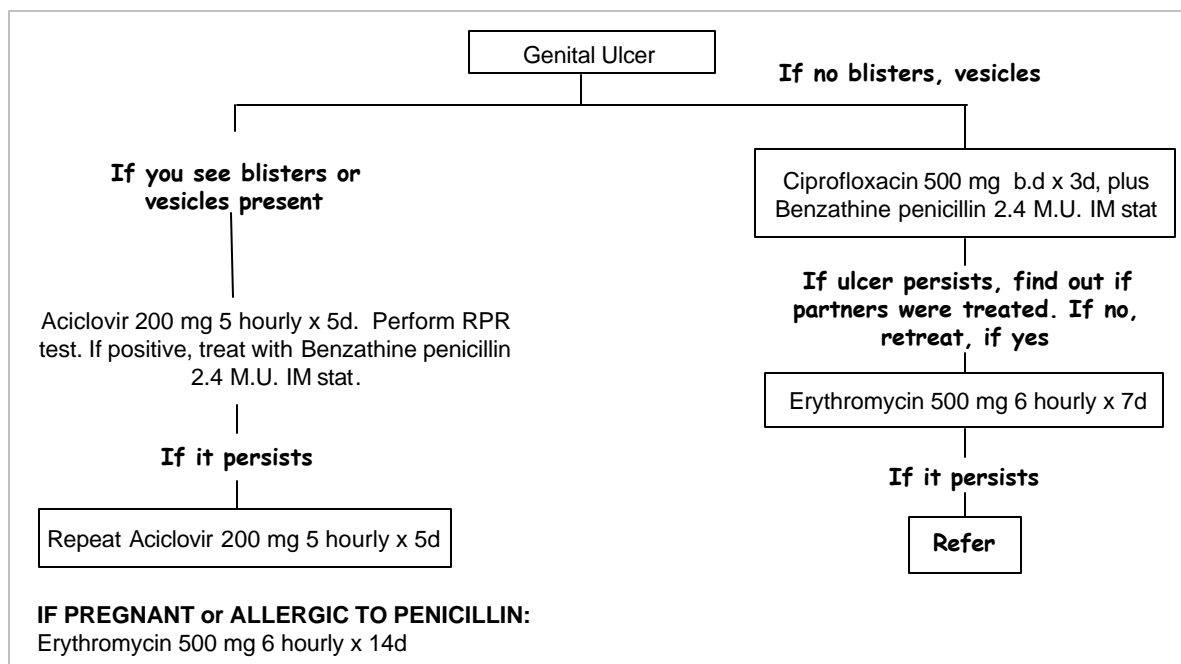 Genital Ulcer
If no blisters, vesicles
If you see blisters or
vesicles present
Aciclovir 200 mg 5 hourly x 5d. Perform RPR
test. If positive, treat with Benzathine penicillin
2.4 M.U. IM stat.
If it persists
Repeat Aciclovir 200 mg 5 hourly x 5d
Ciprofloxacin 500 mg b.d x 3d, plus
Benzathine penicillin 2.4 M.U. IM stat
If ulcer persists, find out if
partners were treated. If no,
retreat, if yes
Erythromycin 500 mg 6 hourly x 7d
If it persists
Refer
IF PREGNANT or ALLERGIC TO PENICILLIN:
Erythromycin 500 mg 6 hourly x 14d